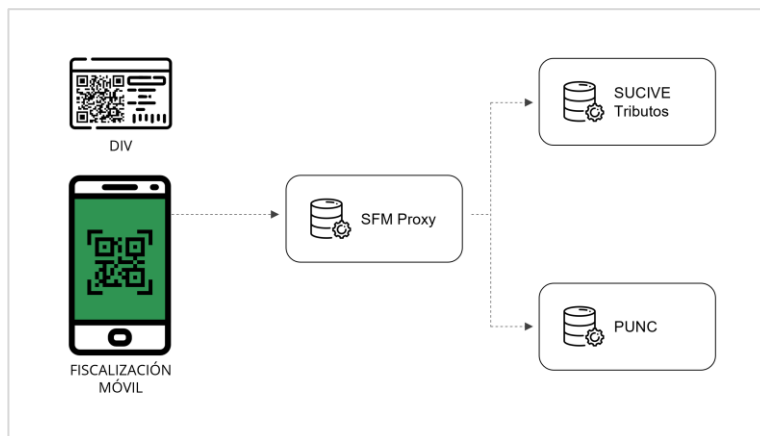 DIV
FISCALIZACIÓN
MÓVIL
SFM Proxy
SUCIVE
Tributos
PUNC